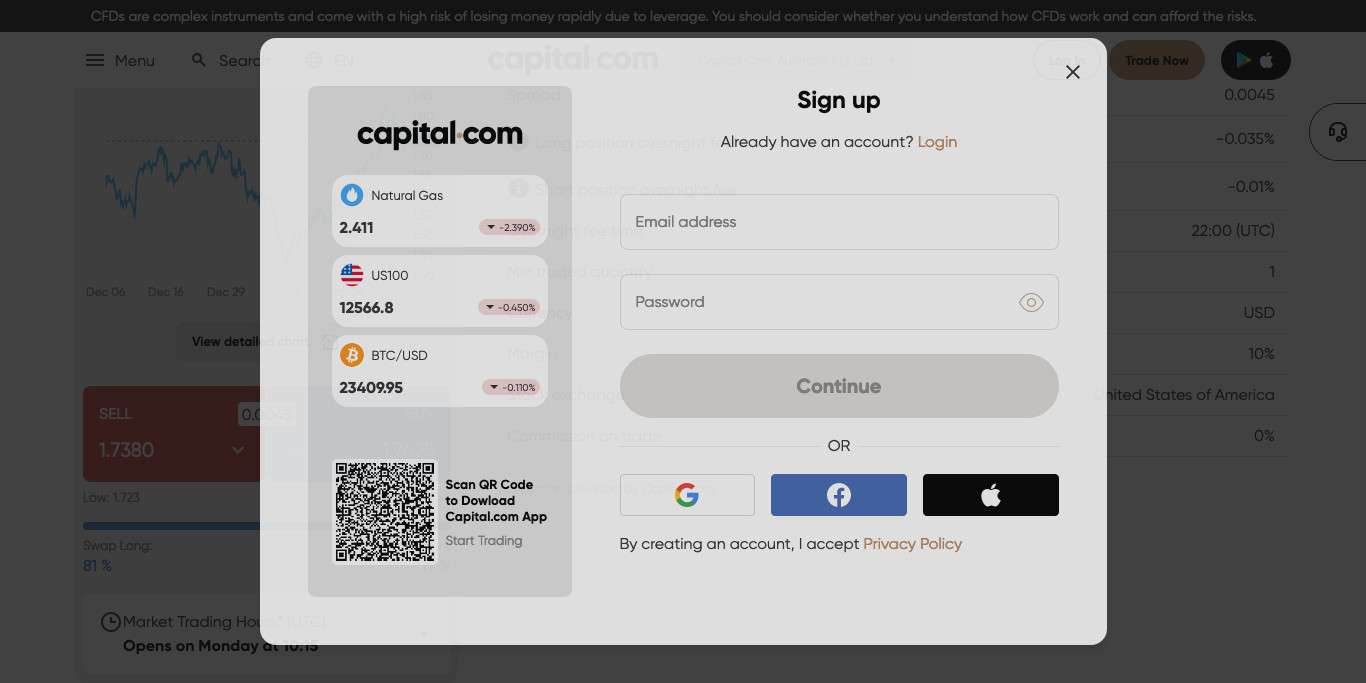 CFDs are complex instruments and come with a high risk of losing money rapidly due to leverage. You should consider whether you understand how CFDs work and can afford the risks.
Menu
Search
EN
capital.com
Capital Com Australia Pty Ltd
Log In
Trade Now
capital.com
Natural Gas
2.411
-2.390%
US100
12566.8
-0.450%
BTC/USD
23409.95
-0.110%
Scan QR Code
to Dowload
Capital.com App
Start Trading
Sign up
Already have an account? Login
Email address
Password
Continue
OR
By creating an account, I accept Privacy Policy
Dec 06
Dec 16
Dec 29
View detailed chart
SELL
1.7380
0.0045
BUY
1.7425
Low: 1.723
Swap Long:
81 %
Market Trading Hours* (UTC)
Opens on Monday at 10:15
Spread
0.0045
Long position overnight fee
-0.035%
Short position overnight fee
-0.01%
Overnight fee time
22:00 (UTC)
Min traded quantity
1
Currency
USD
Margin
10%
Stock exchange
United States of America
Commission on trade
0%